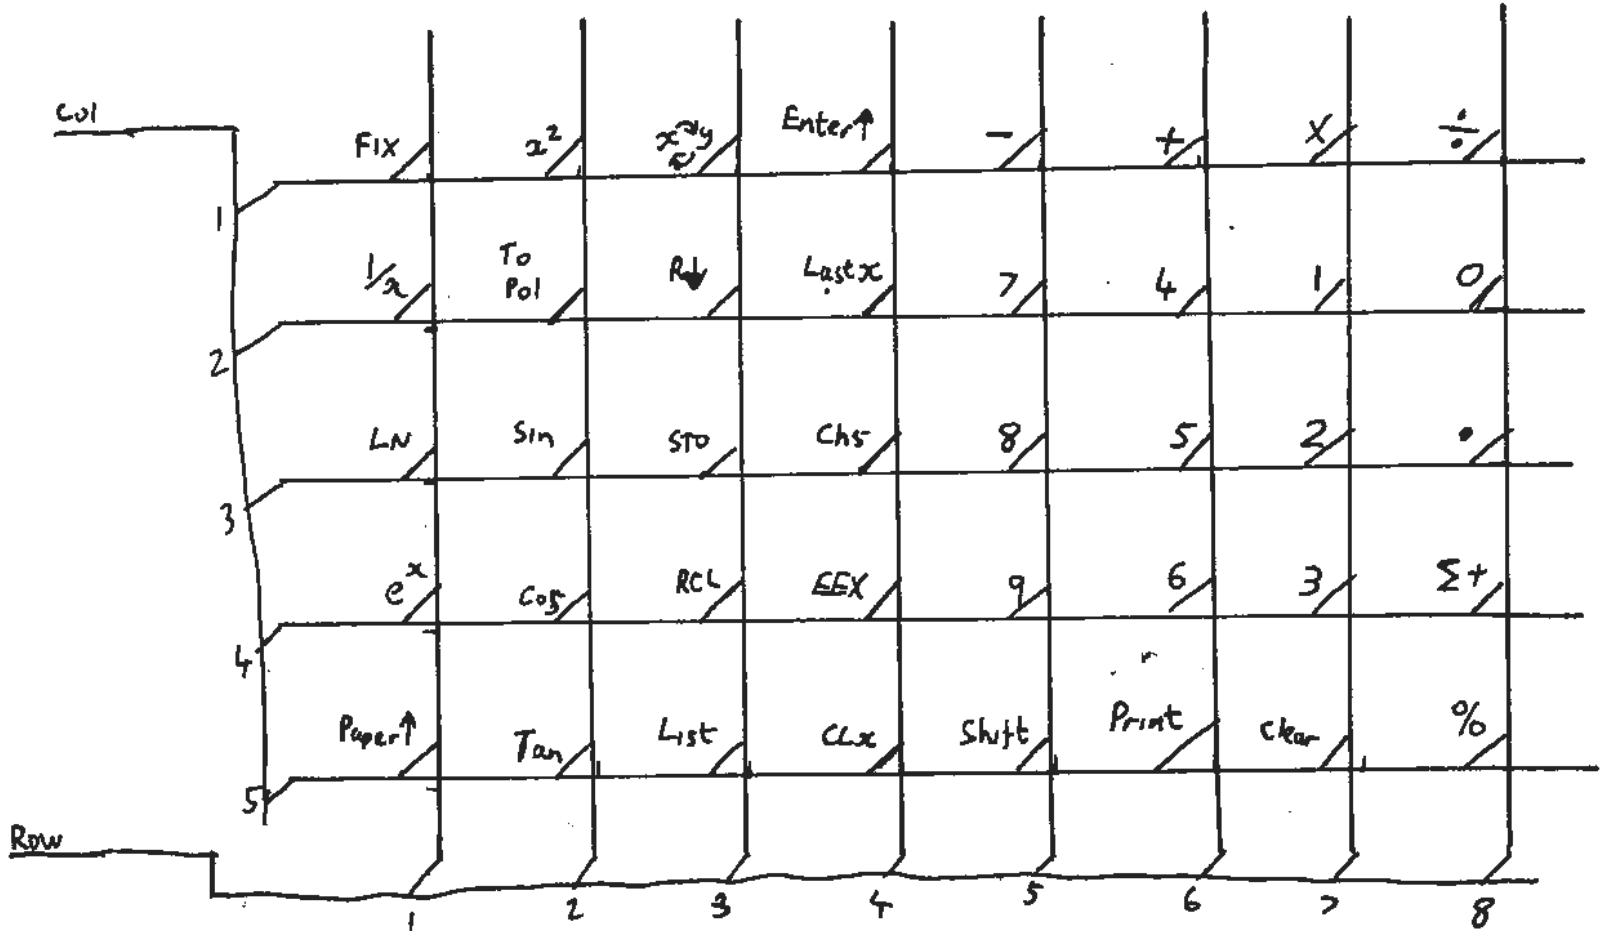 Col
FIX x² x⇄y Enter↑ − + X ÷
1
1/x To Pol R↓ Lastx 7 4 1 0
2
LN Sin STO Chs 8 5 2 .
3
eˣ Cos RCL EEX 9 6 3 Σ+
4
Paper↑ Tan List CLx Shift Print Clear %
5
Row
1 2 3 4 5 6 7 8